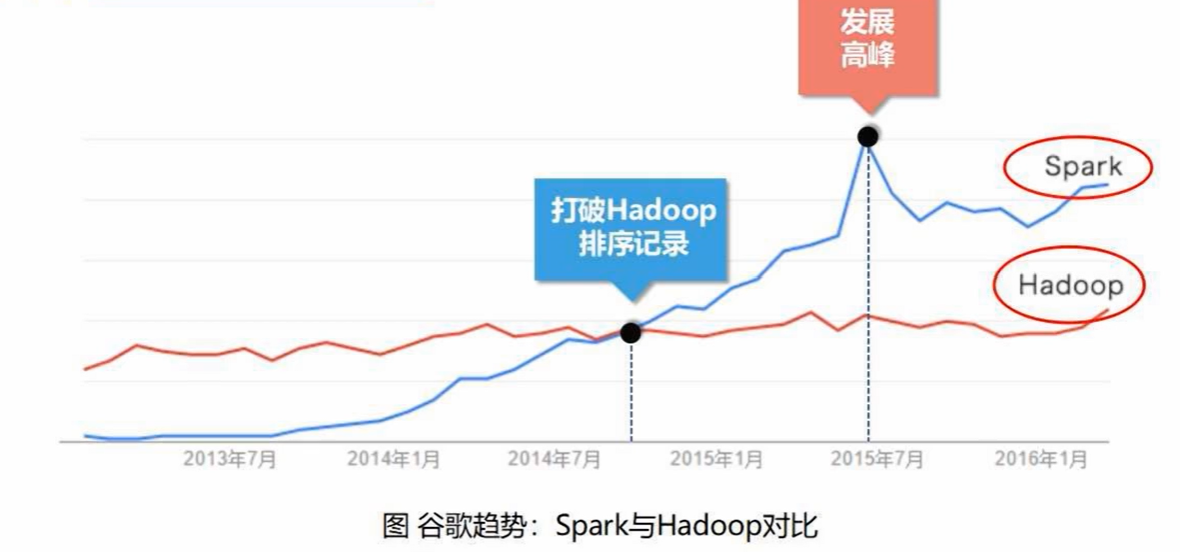 发展
高峰
Spark
打破Hadoop
排序记录
Hadoop
2013年7月
2014年1月
2014年7月
2015年1月
2015年7月
2016年1月
图 谷歌趋势：Spark与Hadoop对比